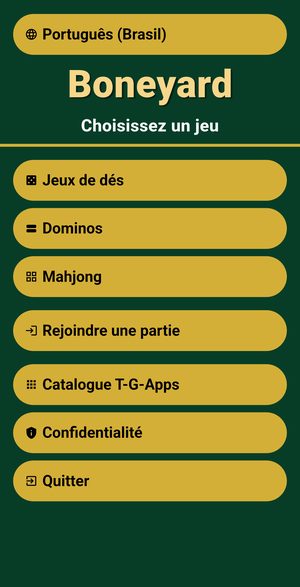 Português (Brasil)
Boneyard
Choisissez un jeu
Jeux de dés
Dominos
Mahjong
Rejoindre une partie
Catalogue T-G-Apps
Confidentialité
Quitter